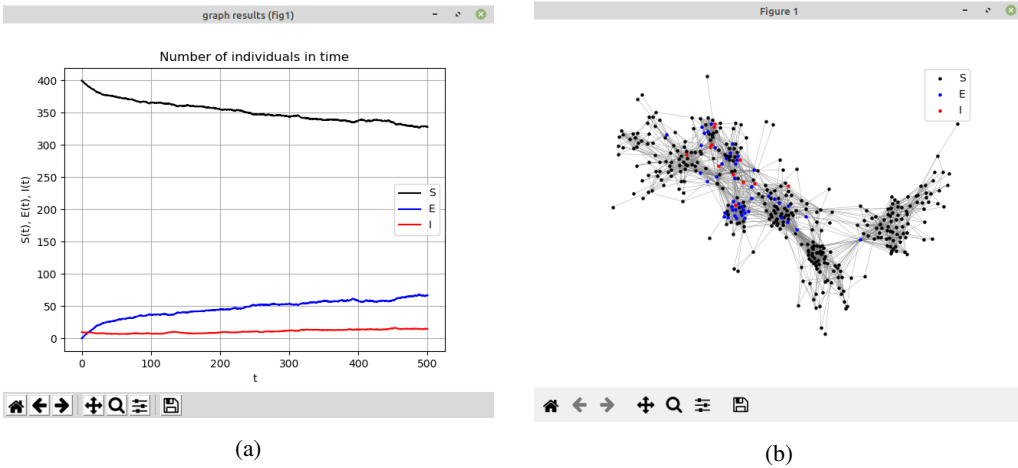 graph results (fig1)
Number of individuals in time
S(t), E(t), I(t)
400
350
300
250
200
150
100
50
0
0 100 200 300 400 500
t
S
E
I
(a)
Figure 1
S
E
I
(b)